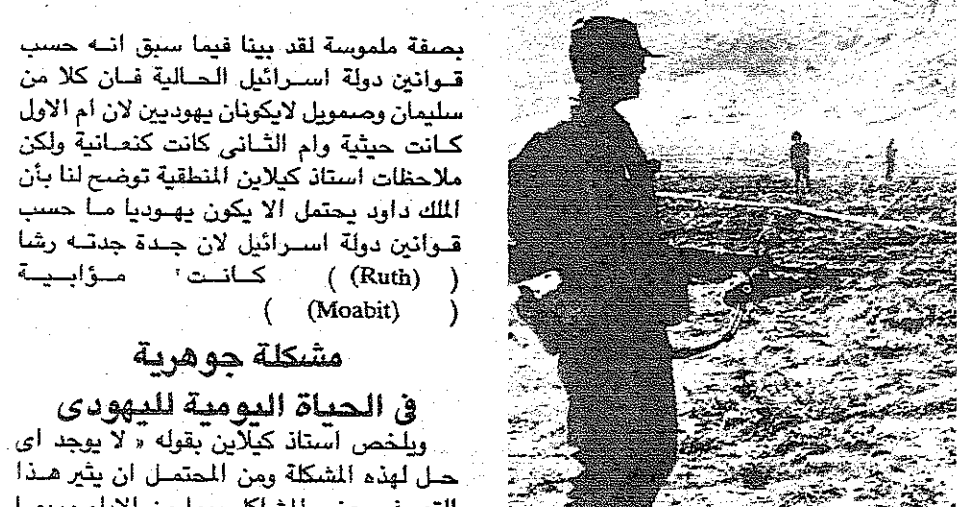 بصفة ملموسة لقد بينا فيما سبق انه حسب
قوانين دولة اسرائيل الحالية فان كلا من
سليمان وصمويل لايكونان يهوديين لان ام الاول
كانت حيثية وام الثانى كانت كنعانية ولكن
ملاحظات استاذ كيلاين المنطقية توضح لنا بأن
الملك داود يحتمل الا يكون يهوديا ما حسب
قوانين دولة اسرائيل لان جدة جدته رشا
( (Ruth) ) كانت مؤابية
( (Moabit) )
مشكلة جوهرية
فى الحياة اليومية لليهودى
ويلخص استاذ كيلاين بقوله « لا يوجد اى
حل لهذه المشكلة ومن المحتمل ان يثير هذا